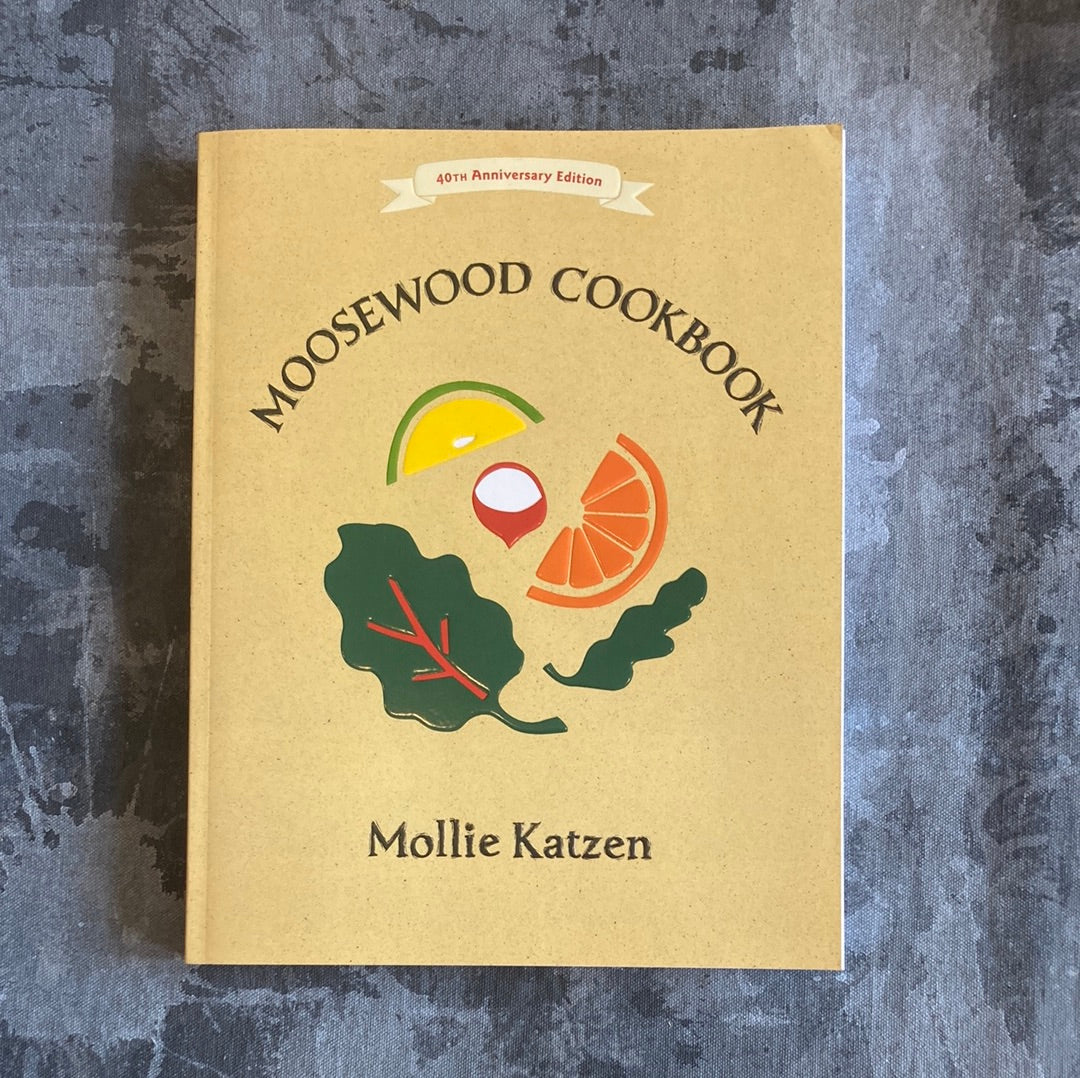 40TH Anniversary Edition
MOOSEWOOD COOKBOOK
Mollie Katzen